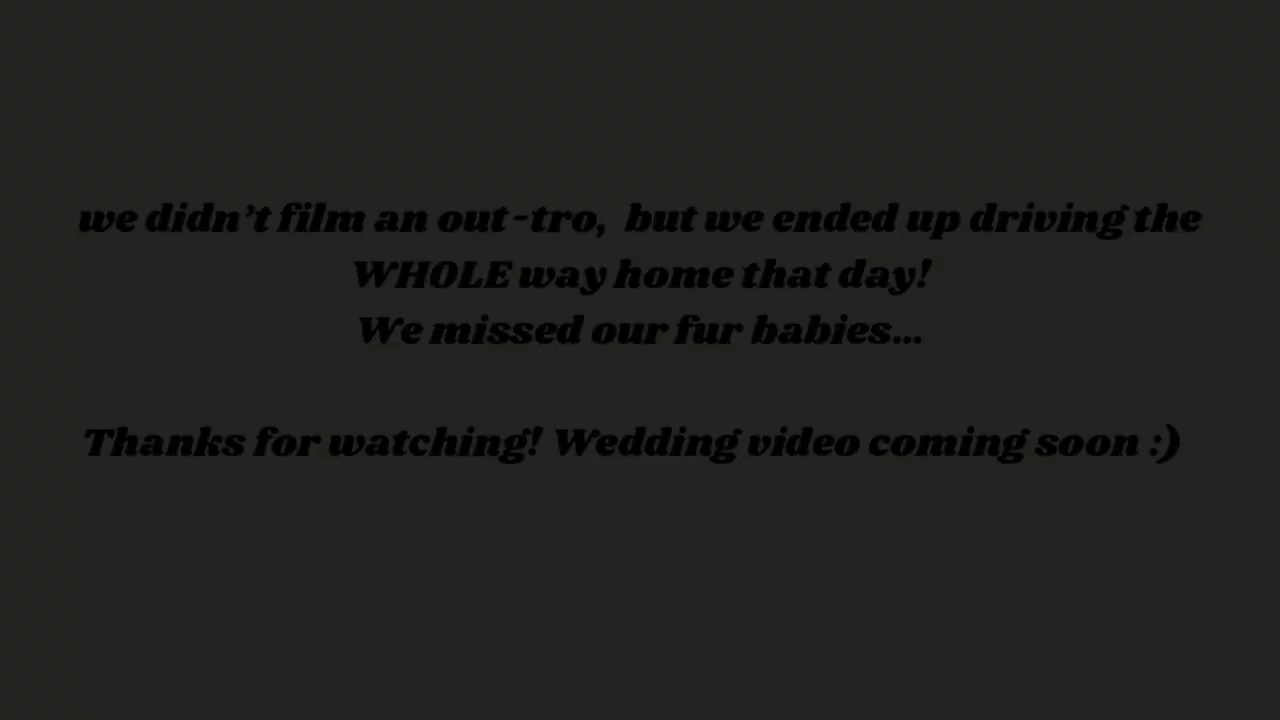 we didn’t film an out-tro, but we ended up driving the
WHOLE way home that day!
We missed our fur babies...
Thanks for watching! Wedding video coming soon :)